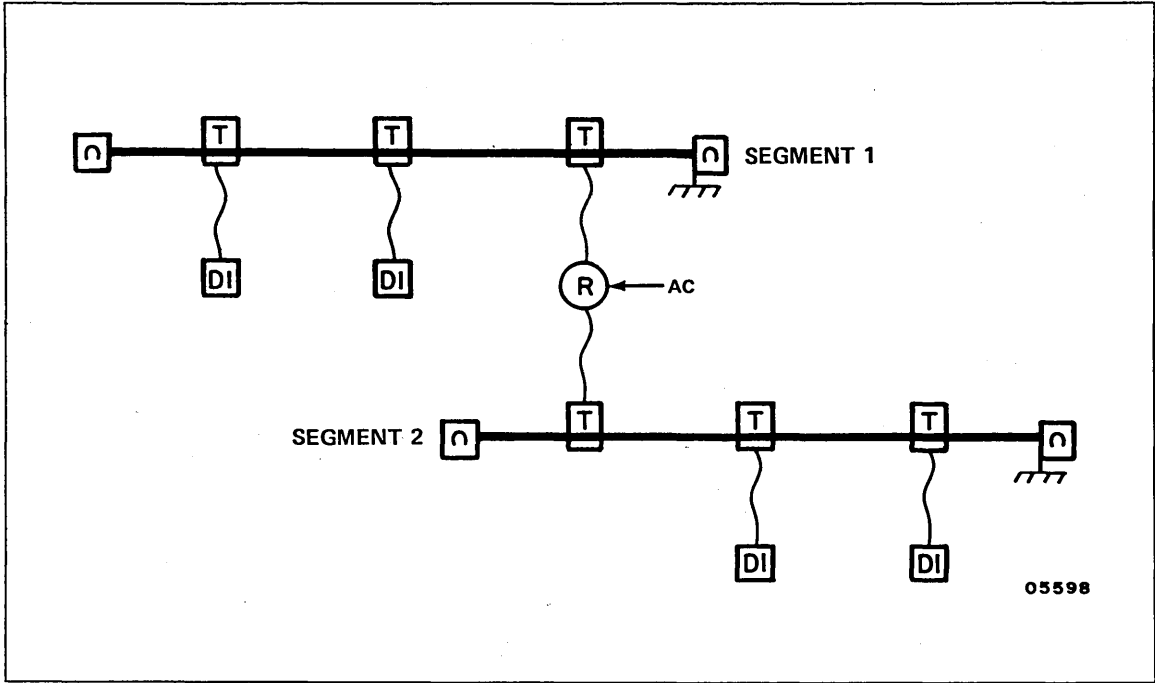 T T T
∩ ∩ SEGMENT 1
DI DI
R AC
T T T
SEGMENT 2 ∩ ∩
DI DI
05598